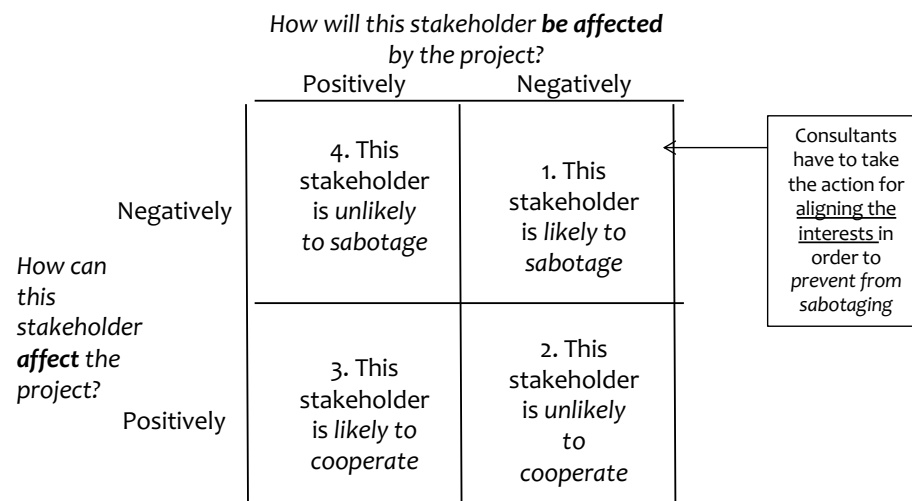 How will this stakeholder be affected
by the project?
Positively
Negatively
4. This
stakeholder
is unlikely
to sabotage
1. This
stakeholder
is likely to
sabotage
Consultants
have to take
the action for
aligning the
interests in
order to
prevent from
sabotaging
Negatively
How can
this
stakeholder
affect the
project?
Positively
3. This
stakeholder
is likely to
cooperate
2. This
stakeholder
is unlikely
to
cooperate